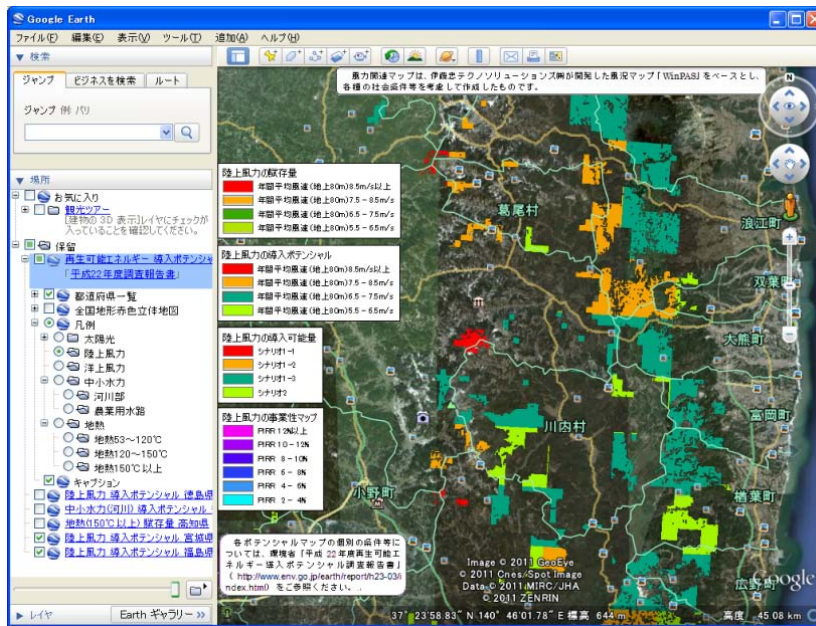 Google Earth
ファイル(F) 編集(E) 表示(V) ツール(T) 追加(A) ヘルプ(H)
▼ 検索
ジャンプ ビジネスを検索 ルート
ジャンプ 例: パリ
▼ 場所
お気に入り
観光ツアー
[建物の 3D 表示]レイヤにチェックが
入っていることを確認してください。
保留
再生可能エネルギー 導入ポテンシャ
「平成22年度調査報告書」
都道府県一覧
全国地形赤色立体地図
凡例
太陽光
陸上風力
洋上風力
中小水力
河川部
農業用水路
地熱
地熱53～120℃
地熱120～150℃
地熱150℃以上
キャプション
陸上風力 導入ポテンシャル 徳島県
中小水力(河川) 導入ポテンシャル
地熱(150℃以上) 賦存量 高知県
陸上風力 導入ポテンシャル 宮城県
陸上風力 導入ポテンシャル 福島県
レイヤ
Earth ギャラリー >>
風力関連マップは、伊藤忠テクノソリューションズ㈱が開発した風況マップ「WinPAS」をベースとし、
各種の社会条件等を考慮して作成したものです。
N
陸上風力の賦存量
年間平均風速(地上80m)8.5m/s以上
年間平均風速(地上80m)7.5 - 8.5m/s
年間平均風速(地上80m)6.5 - 7.5m/s
年間平均風速(地上80m)5.5 - 6.5m/s
陸上風力の導入ポテンシャル
年間平均風速(地上80m)8.5m/s以上
年間平均風速(地上80m)7.5 - 8.5m/s
年間平均風速(地上80m)6.5 - 7.5m/s
年間平均風速(地上80m)5.5 - 6.5m/s
陸上風力の導入可能量
シナリオ1-1
シナリオ1-2
シナリオ1-3
シナリオ2
陸上風力の事業性マップ
PIRR 12%以上
PIRR 10 - 12%
PIRR 8 - 10%
PIRR 6 - 8%
PIRR 4 - 6%
PIRR 2 - 4%
各ポテンシャルマップの個別の条件等
については、環境省「平成 22 年度再生可能エ
ネルギー導入ポテンシャル調査報告書」
( http://www.env.go.jp/earth/report/h23-03/i
ndex.html) をご参照ください。
葛尾村
浪江町
双葉町
大熊町
富岡町
川内村
小野町
楢葉町
広野町
Image © 2011 GeoEye
© 2011 Cnes/Spot Image
Data © 2011 MIRC/JHA
© 2011 ZENRIN
Google
37° 23'58.83" N 140° 46'01.78" E 標高 644 m
高度 45.08 km